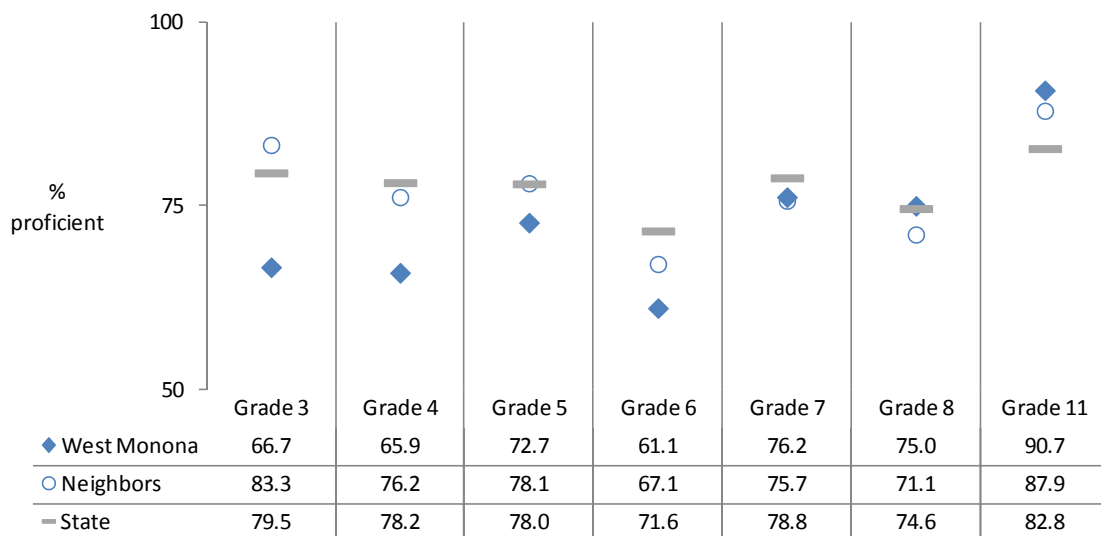 100
75
50
%
proficient
Grade 3 Grade 4 Grade 5 Grade 6 Grade 7 Grade 8 Grade 11
West Monona 66.7 65.9 72.7 61.1 76.2 75.0 90.7
Neighbors 83.3 76.2 78.1 67.1 75.7 71.1 87.9
State 79.5 78.2 78.0 71.6 78.8 74.6 82.8